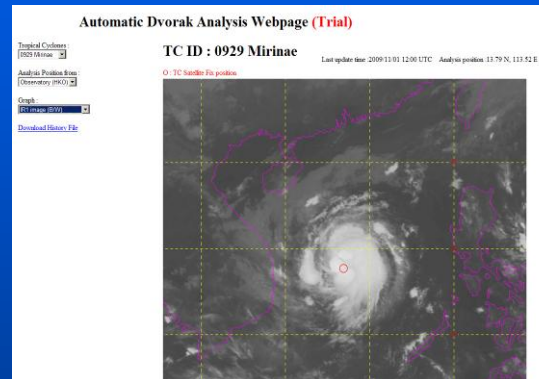 Automatic Dvorak Analysis Webpage (Trial)
Tropical Cyclones :
0929 Mirinae
TC ID : 0929 Mirinae
Last update time :2009/11/01 12:00 UTC Analysis position :13.79 N, 113.52 E
Analysis Position from :
Observatory (HKO)
O : TC Satellite Fix position
Graph :
IR1 image (B/W)
Download History File